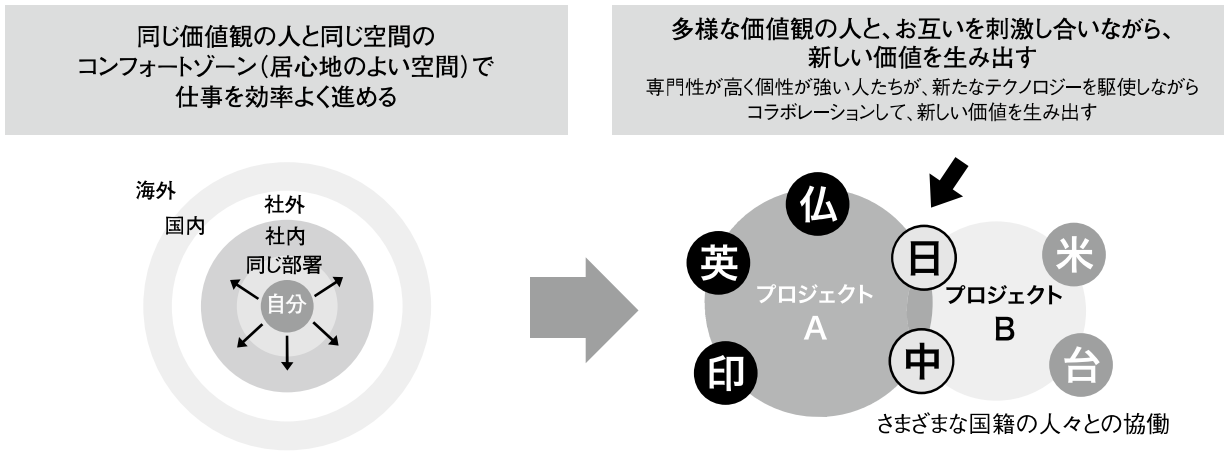 同じ価値観の人と同じ空間の
コンフォートゾーン（居心地のよい空間）で
仕事を効率よく進める
多様な価値観の人と、お互いを刺激し合いながら、
新しい価値を生み出す
専門性が高く個性が強い人たちが、新たなテクノロジーを駆使しながら
コラボレーションして、新しい価値を生み出す
海外
国内
社外
社内
同じ部署
自分
仏
英
印
プロジェクト
A
日
中
プロジェクト
B
米
台
さまざまな国籍の人々との協働